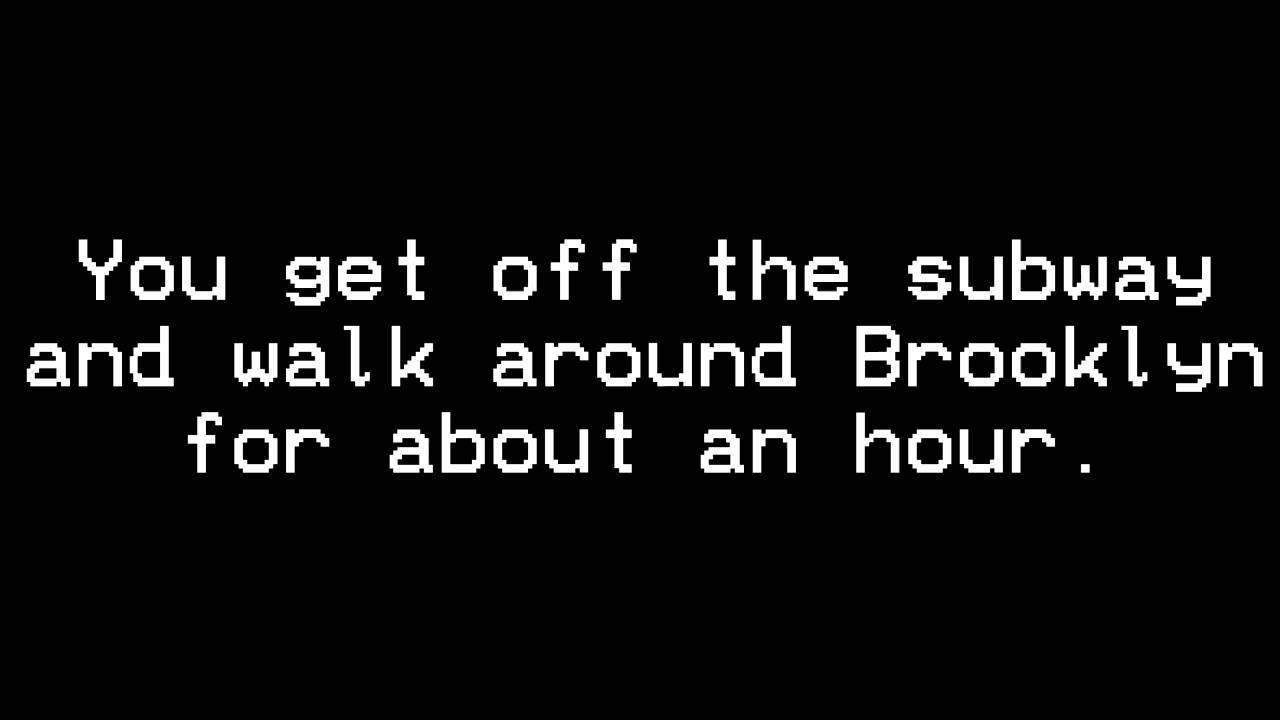 You get off the subway
and walk around Brooklyn
for about an hour.